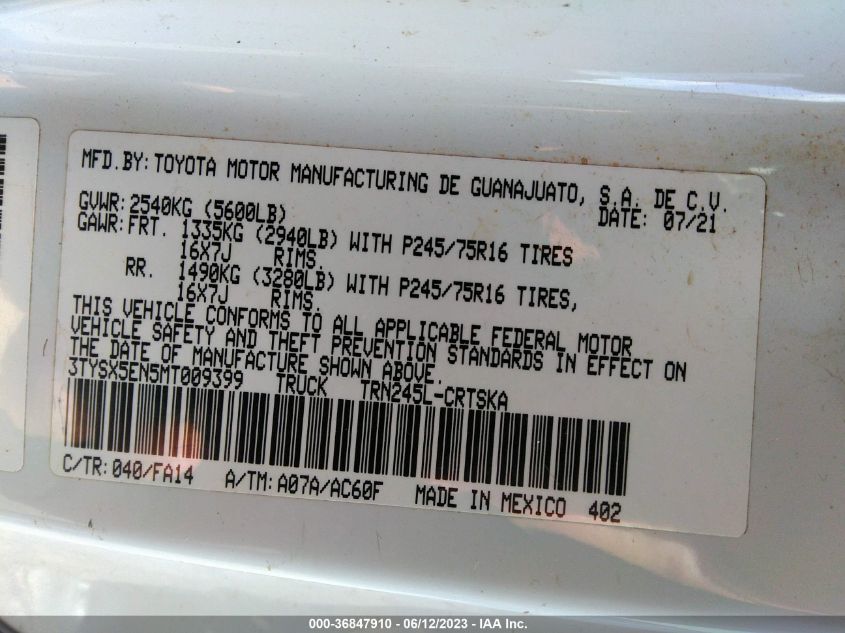 MFD.BY: TOYOTA MOTOR MANUFACTURING DE GUANAJUATO, S.A. DE C.V.
GVWR: 2540KG (5600LB) DATE: 07/21
GAWR: FRT. 1335KG (2940LB) WITH P245/75R16 TIRES
16X7J RIMS.
RR. 1490KG (3280LB) WITH P245/75R16 TIRES,
16X7J RIMS.
THIS VEHICLE CONFORMS TO ALL APPLICABLE FEDERAL MOTOR
VEHICLE SAFETY AND THEFT PREVENTION STANDARDS IN EFFECT ON
THE DATE OF MANUFACTURE SHOWN ABOVE.
3TYSX5EN5MT009399 TRUCK TRN245L-CRTSKA
C/TR: 040/FA14 A/TM: A07A/AC60F MADE IN MEXICO 402
000-36847910 / 06/12/2023 - IAA Inc.